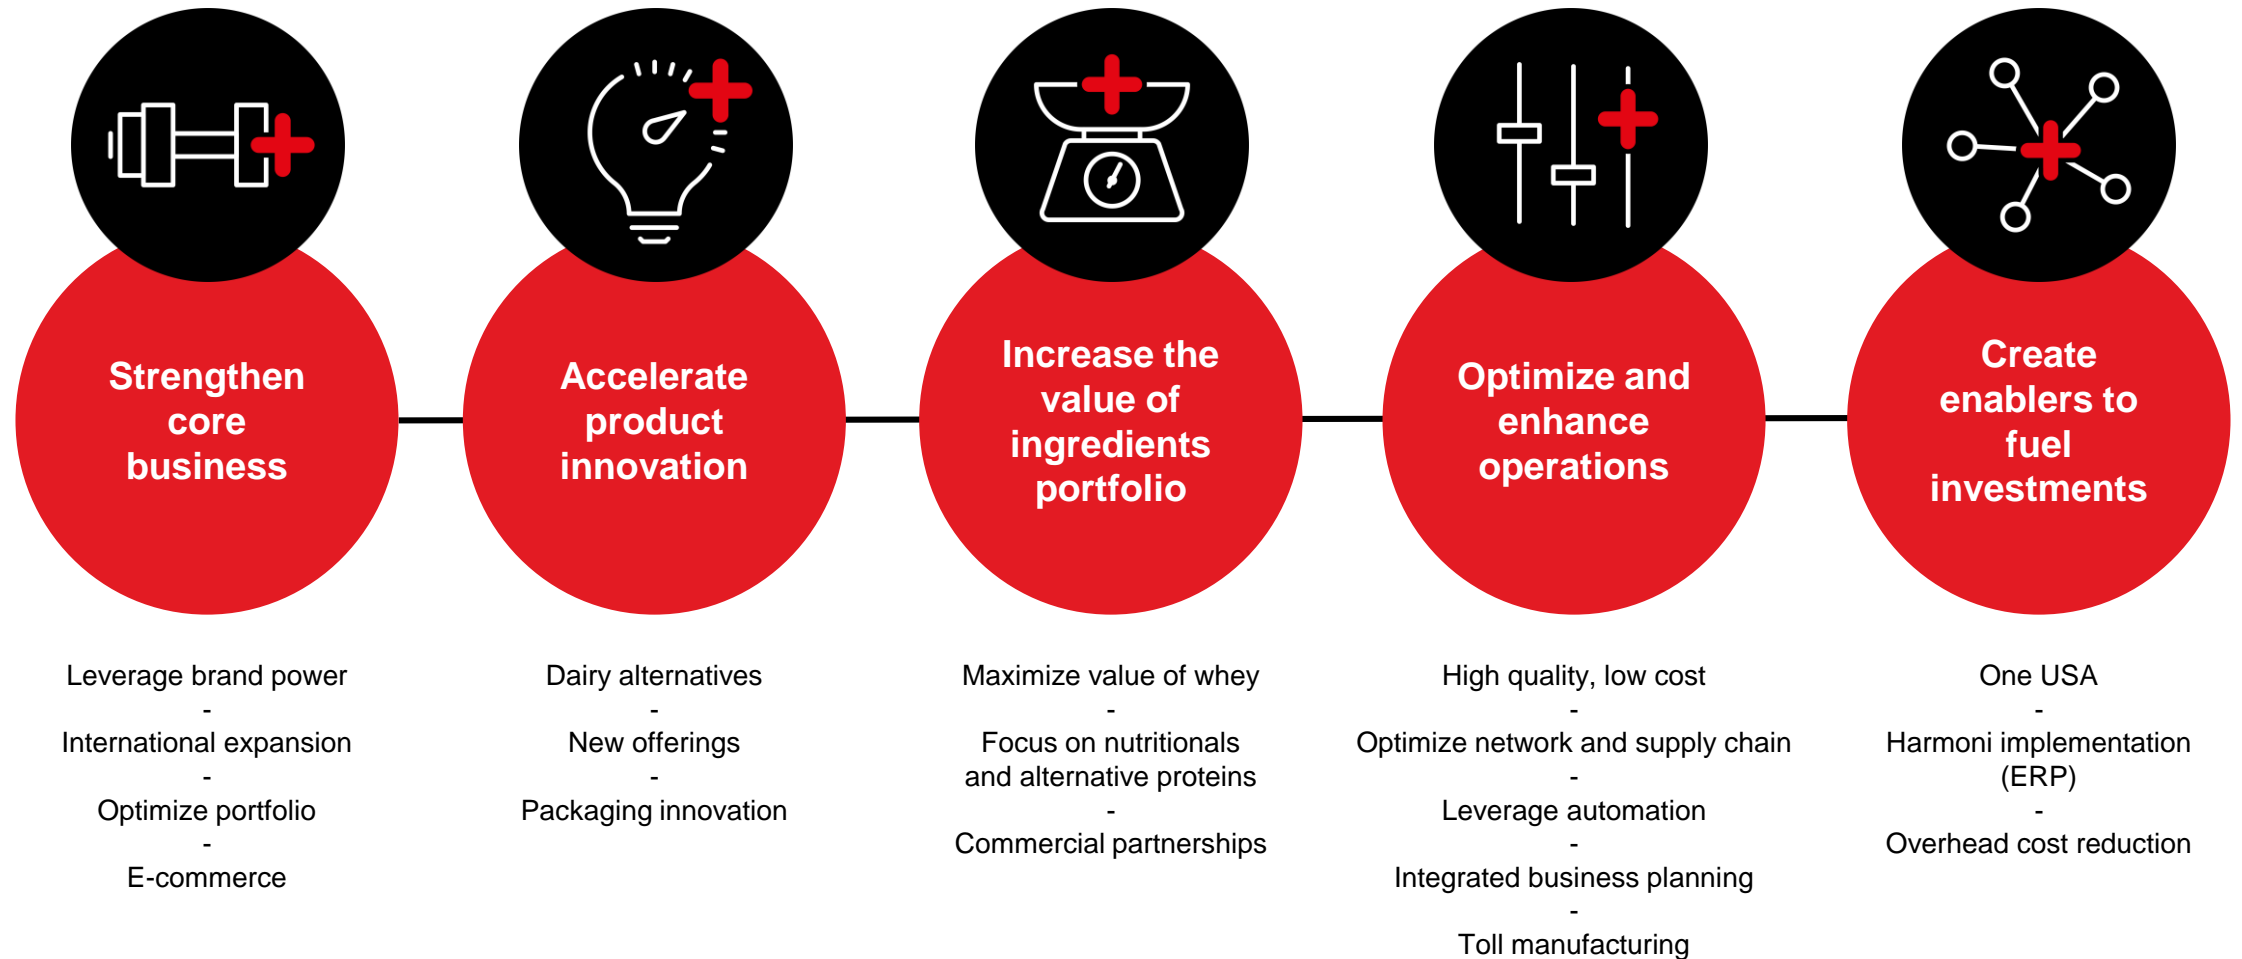 Strengthen
core
business
Accelerate
product
innovation
Increase the
value of
ingredients
portfolio
Optimize and
enhance
operations
Create
enablers to
fuel
investments
Leverage brand power
-
International expansion
-
Optimize portfolio
-
E-commerce
Dairy alternatives
-
New offerings
-
Packaging innovation
Maximize value of whey
-
Focus on nutritionals
and alternative proteins
-
Commercial partnerships
High quality, low cost
-
Optimize network and supply chain
-
Leverage automation
-
Integrated business planning
-
Toll manufacturing
One USA
-
Harmoni implementation
(ERP)
-
Overhead cost reduction